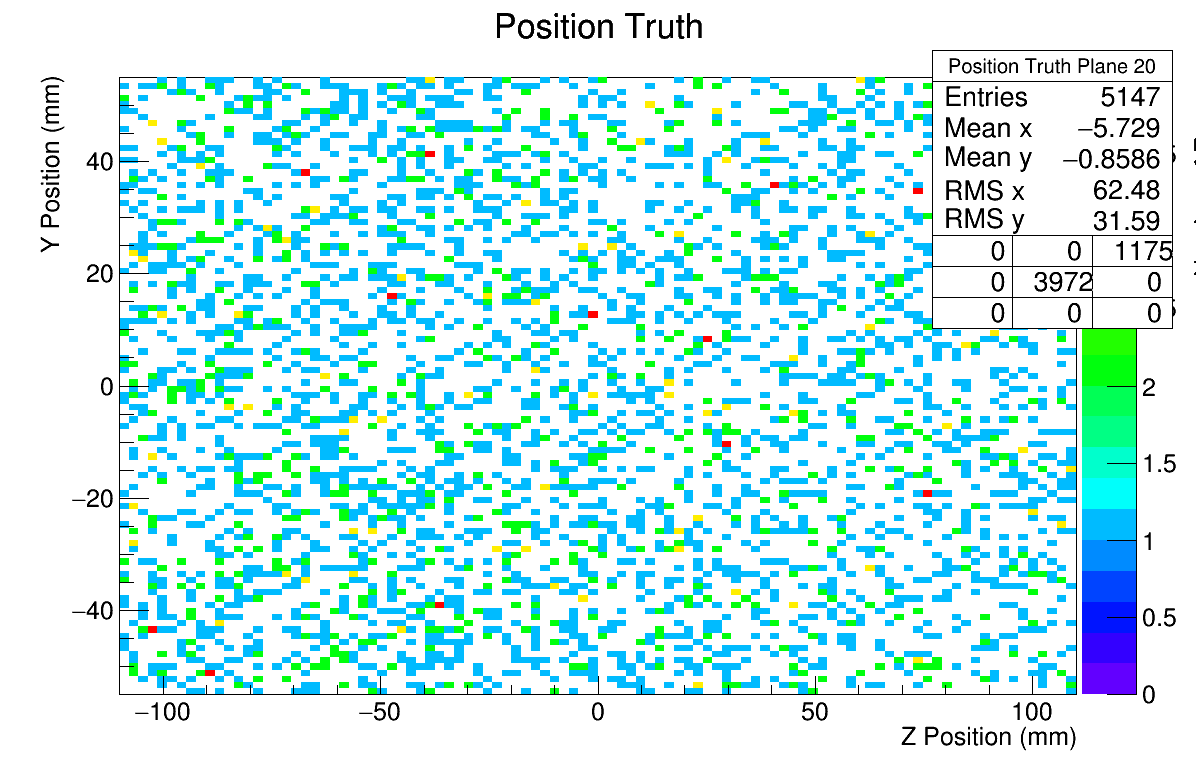 Position Truth
Position Truth Plane 20
Entries 5147
Mean x −5.729
Mean y −0.8586
RMS x 62.48
RMS y 31.59
0 0 1175
0 3972 0
0 0 0
Y Position (mm)
40
20
0
−20
−40
2
1.5
1
0.5
0
−100 −50 0 50 100
Z Position (mm)